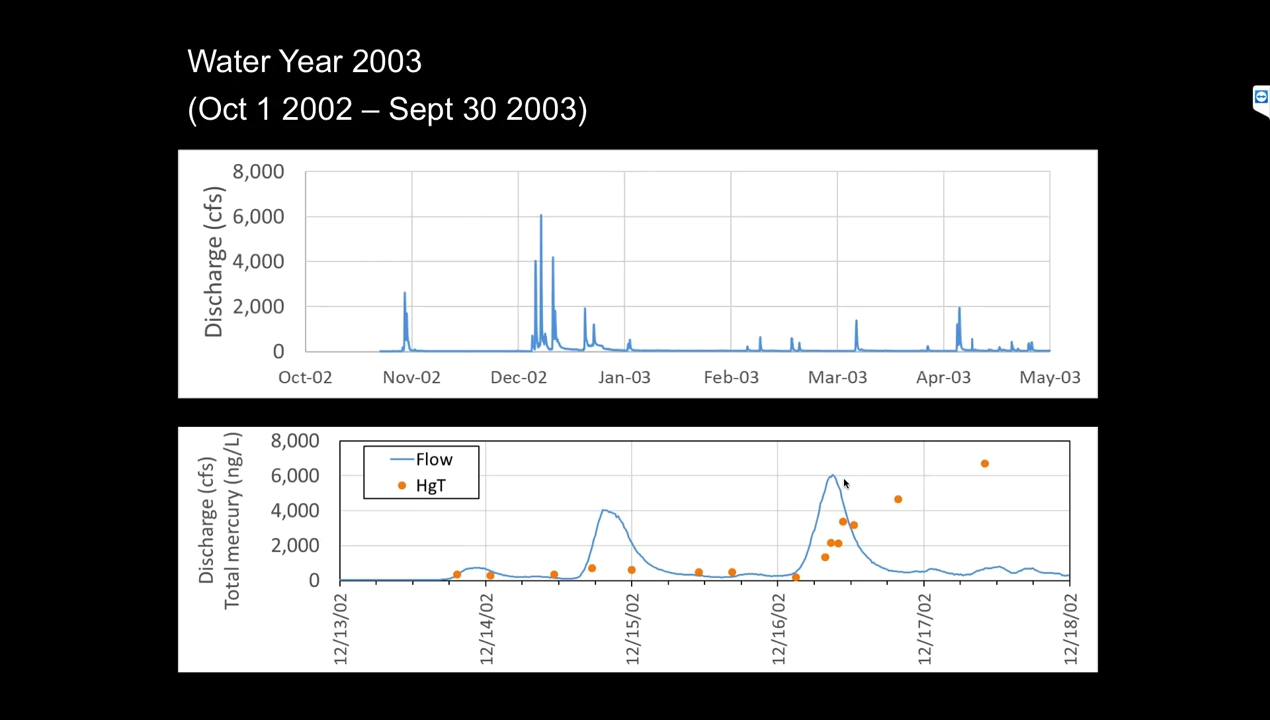 Water Year 2003
(Oct 1 2002 – Sept 30 2003)
Discharge (cfs)
8,000
6,000
4,000
2,000
0
Oct-02 Nov-02 Dec-02 Jan-03 Feb-03 Mar-03 Apr-03 May-03
Discharge (cfs)
Total mercury (ng/L)
8,000
6,000
4,000
2,000
0
Flow
HgT
12/13/02 12/14/02 12/15/02 12/16/02 12/17/02 12/18/02